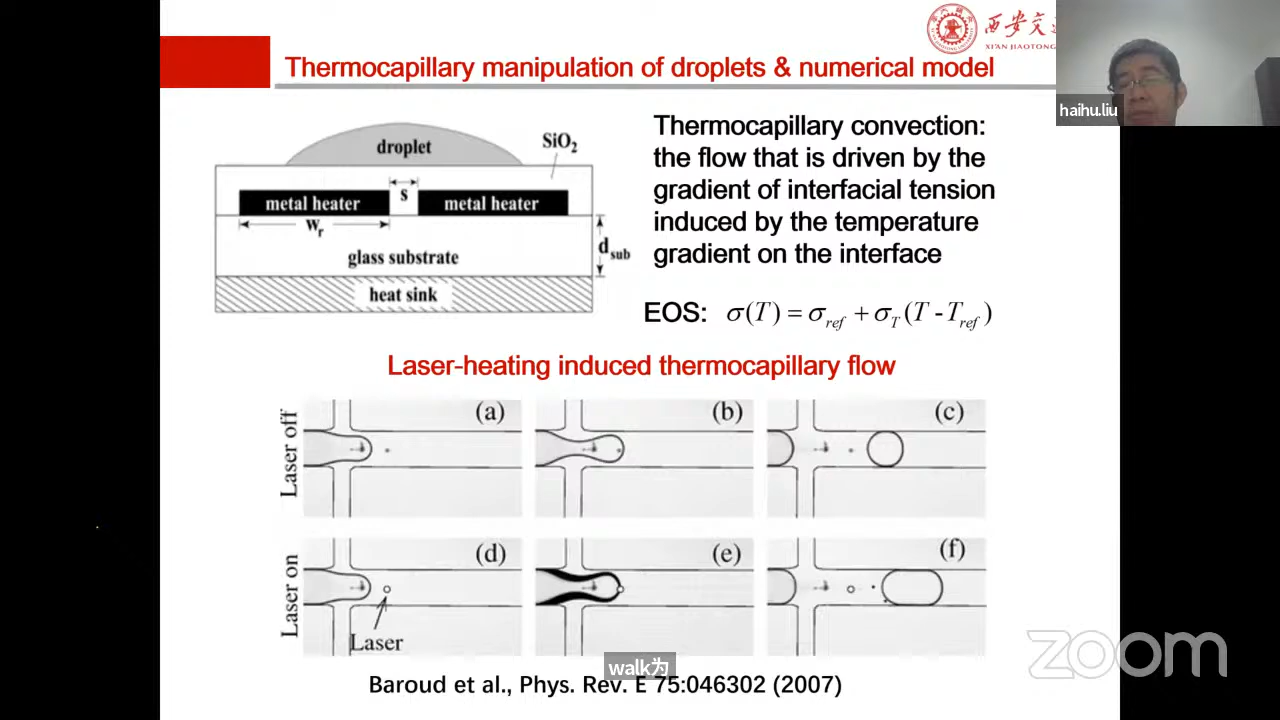 西安交
XI'AN JIAOTONG
Thermocapillary manipulation of droplets & numerical model
haihu.liu
droplet
SiO₂
metal heater
s
metal heater
wᵣ
d_sub
glass substrate
heat sink
Thermocapillary convection:
the flow that is driven by the
gradient of interfacial tension
induced by the temperature
gradient on the interface
EOS: σ(T) = σ_ref + σ_T (T - T_ref)
Laser-heating induced thermocapillary flow
Laser off
(a)
(b)
(c)
Laser on
(d)
(e)
(f)
Laser
walk为
Baroud et al., Phys. Rev. E 75:046302 (2007)
zoom